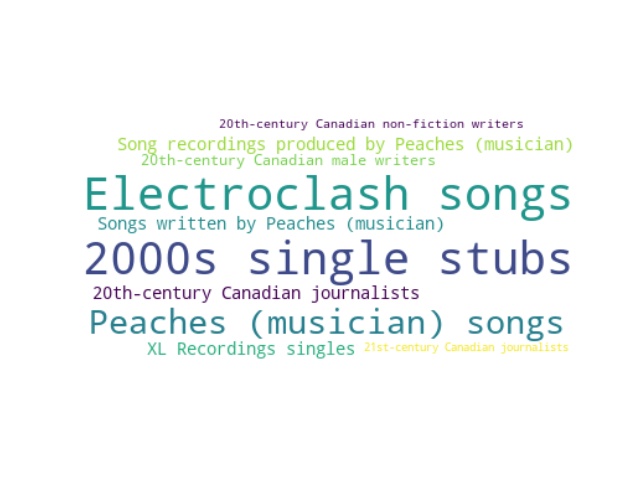 20th-century Canadian non-fiction writers
Song recordings produced by Peaches (musician)
20th-century Canadian male writers
Electroclash songs
Songs written by Peaches (musician)
2000s single stubs
20th-century Canadian journalists
Peaches (musician) songs
XL Recordings singles
21st-century Canadian journalists